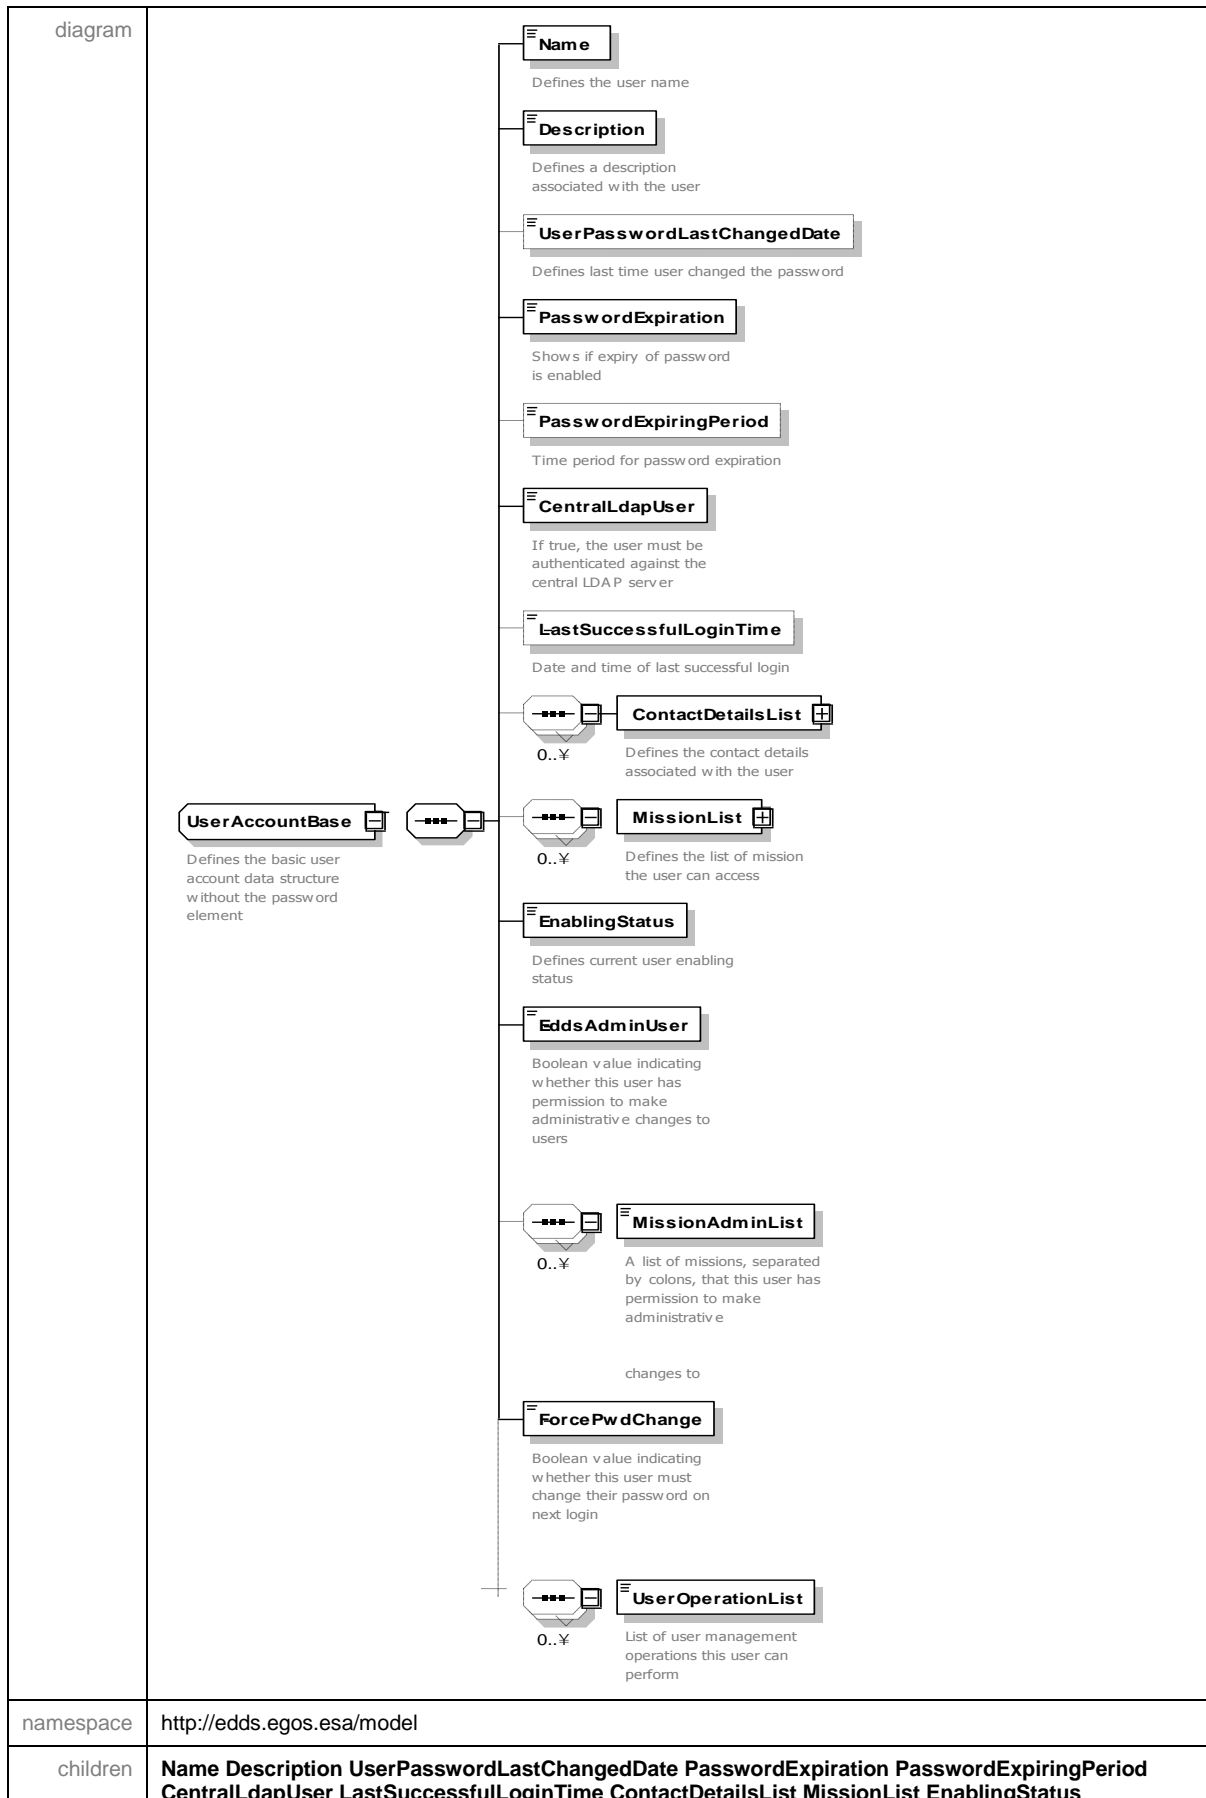 diagram
Name
Defines the user name
Description
Defines a description
associated with the user
UserPasswordLastChangedDate
Defines last time user changed the password
PasswordExpiration
Shows if expiry of password
is enabled
PasswordExpiringPeriod
Time period for password expiration
CentralLdapUser
If true, the user must be
authenticated against the
central LDAP server
LastSuccessfulLoginTime
Date and time of last successful login
ContactDetailsList
0..¥
Defines the contact details
associated with the user
UserAccountBase
Defines the basic user
account data structure
without the password
element
MissionList
0..¥
Defines the list of mission
the user can access
EnablingStatus
Defines current user enabling
status
EddsAdminUser
Boolean value indicating
whether this user has
permission to make
administrative changes to
users
MissionAdminList
0..¥
A list of missions, separated
by colons, that this user has
permission to make
administrative
changes to
ForcePwdChange
Boolean value indicating
whether this user must
change their password on
next login
UserOperationList
0..¥
List of user management
operations this user can
perform
namespace http://edds.egos.esa/model
children Name Description UserPasswordLastChangedDate PasswordExpiration PasswordExpiringPeriod
CentralLdapUser LastSuccessfulLoginTime ContactDetailsList MissionList EnablingStatus